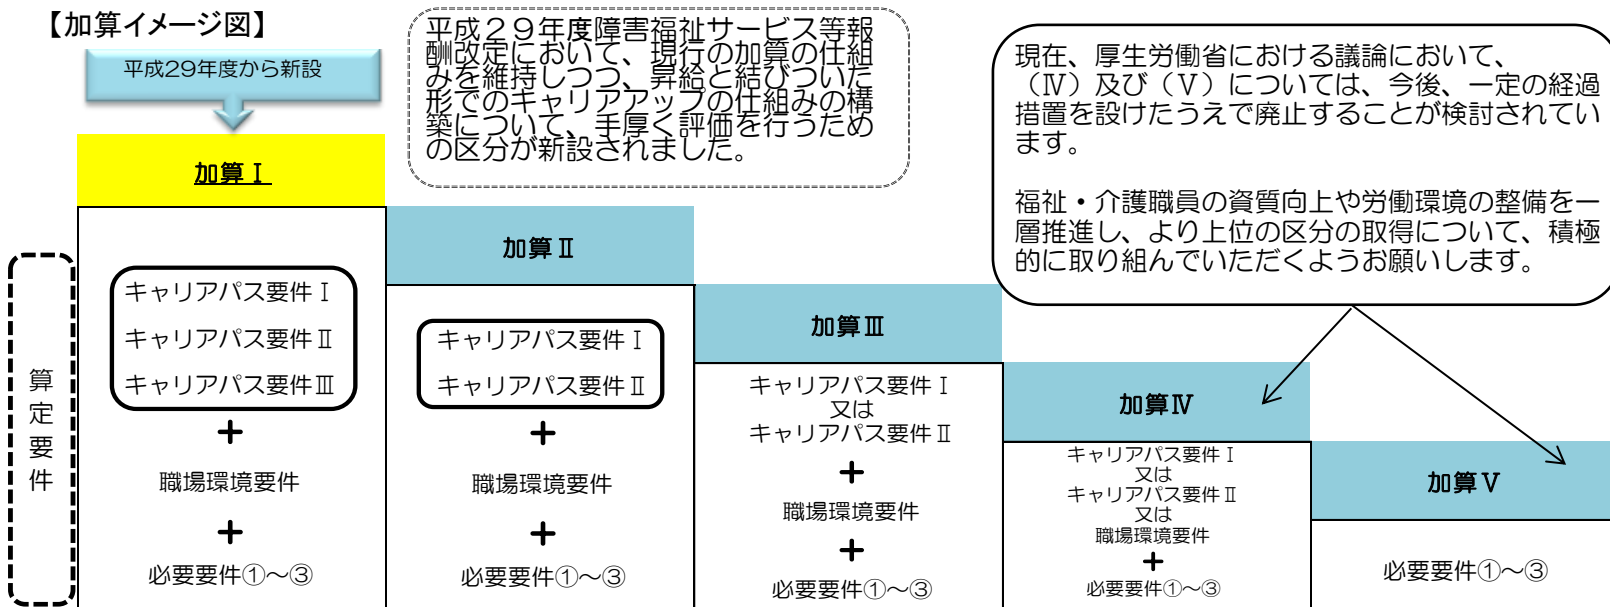 【加算イメージ図】
平成29年度から新設
平成２９年度障害福祉サービス等報
酬改定において、現行の加算の仕組
みを維持しつつ、昇給と結びついた
形でのキャリアアップの仕組みの構
築について、手厚く評価を行うため
の区分が新設されました。
現在、厚生労働省における議論において、
（Ⅳ）及び（Ⅴ）については、今後、一定の経過
措置を設けたうえで廃止することが検討されてい
ます。
福祉・介護職員の資質向上や労働環境の整備を一
層推進し、より上位の区分の取得について、積極
的に取り組んでいただくようお願いします。
算定要件
加算Ⅰ
キャリアパス要件Ⅰ
キャリアパス要件Ⅱ
キャリアパス要件Ⅲ
＋
職場環境要件
＋
必要要件①～③
加算Ⅱ
キャリアパス要件Ⅰ
キャリアパス要件Ⅱ
＋
職場環境要件
＋
必要要件①～③
加算Ⅲ
キャリアパス要件Ⅰ
又は
キャリアパス要件Ⅱ
＋
職場環境要件
＋
必要要件①～③
加算Ⅳ
キャリアパス要件Ⅰ
又は
キャリアパス要件Ⅱ
又は
職場環境要件
＋
必要要件①～③
加算Ⅴ
必要要件①～③